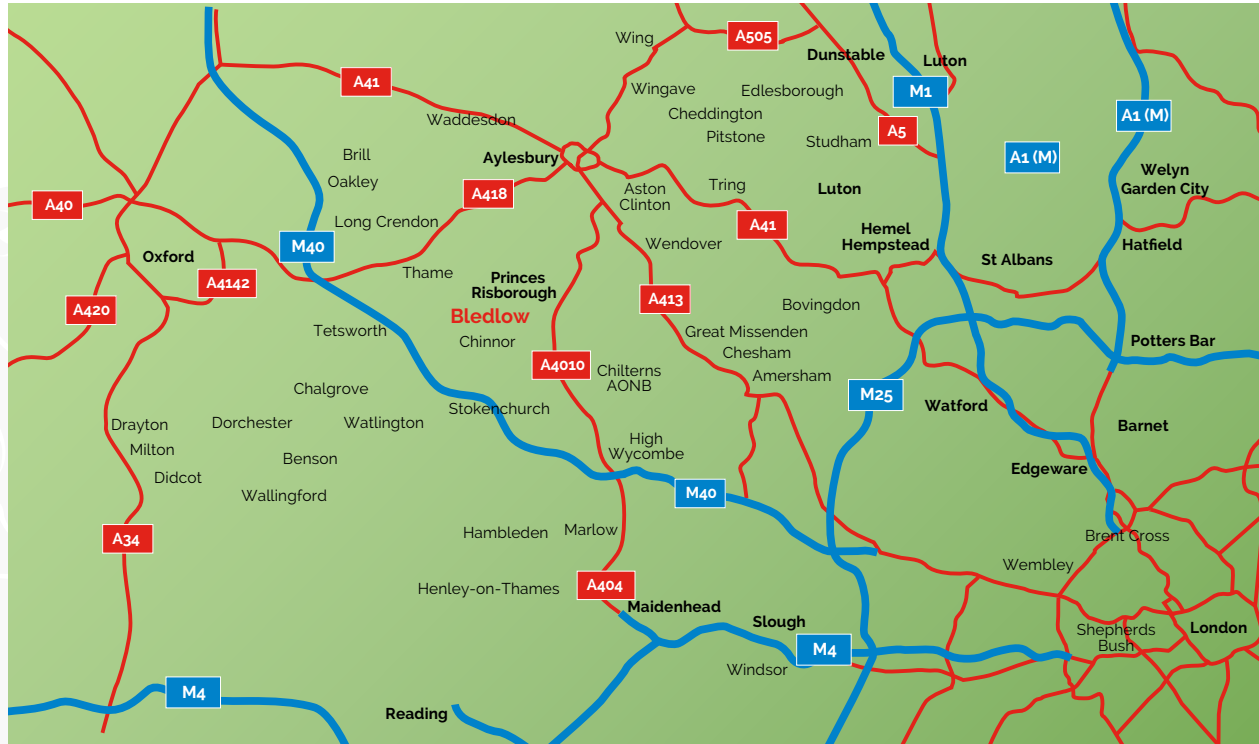 Wing
A505
Dunstable
Luton
A41
Wingave
Edlesborough
M1
Cheddington
A1 (M)
Waddesdon
Pitstone
A5
Studham
Brill
Aylesbury
A1 (M)
Oakley
A418
Aston
Clinton
Tring
Luton
Welyn
Garden City
A40
Long Crendon
A41
Hemel
Hempstead
M40
Wendover
Hatfield
Oxford
St Albans
Thame
Princes
Risborough
A4142
A413
Bovingdon
A420
Bledlow
Tetsworth
Great Missenden
Chinnor
Potters Bar
Chesham
A4010
Chilterns
AONB
Amersham
Chalgrove
M25
Watford
Stokenchurch
Drayton
Dorchester
Watlington
Barnet
Milton
High
Wycombe
Benson
Edgeware
Didcot
Wallingford
M40
Hambleden
Marlow
A34
Brent Cross
Wembley
Henley-on-Thames
A404
Maidenhead
Slough
Shepherds
Bush
London
M4
Windsor
M4
Reading